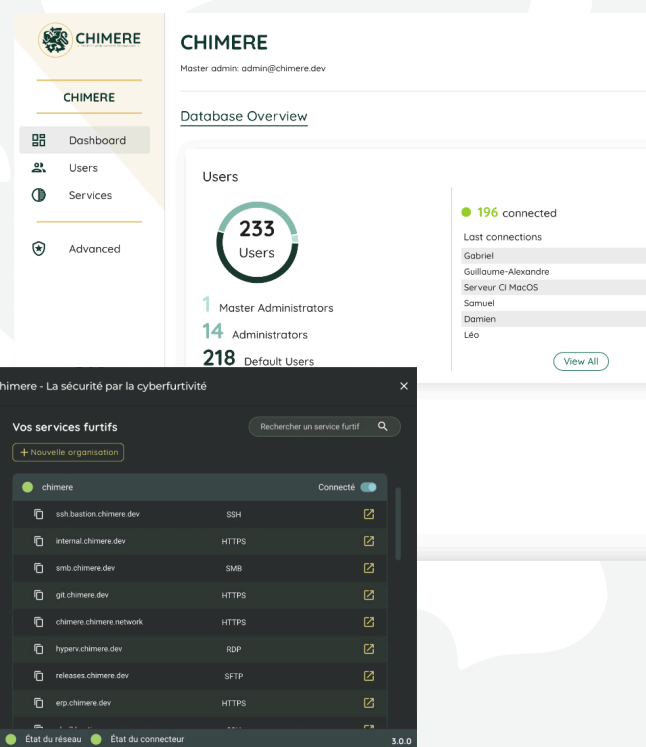 CHIMERE
CHIMERE
Master admin: admin@chimere.dev
CHIMERE
Dashboard
Users
Services
Advanced
Database Overview
Users
233
Users
1 Master Administrators
14 Administrators
218 Default Users
196 connected
Last connections
Gabriel
Guillaume-Alexandre
Serveur CI MacOS
Samuel
Damien
Léo
View All
himere - La sécurité par la cyberfurtivité
Vos services furtifs
Rechercher un service furtif
+ Nouvelle organisation
chimere Connecté
ssh.bastion.chimere.dev SSH
internal.chimere.dev HTTPS
smb.chimere.dev SMB
git.chimere.dev HTTPS
chimere.chimere.network HTTPS
hyperv.chimere.dev RDP
releases.chimere.dev SFTP
erp.chimere.dev HTTPS
État du réseau État du connecteur 3.0.0